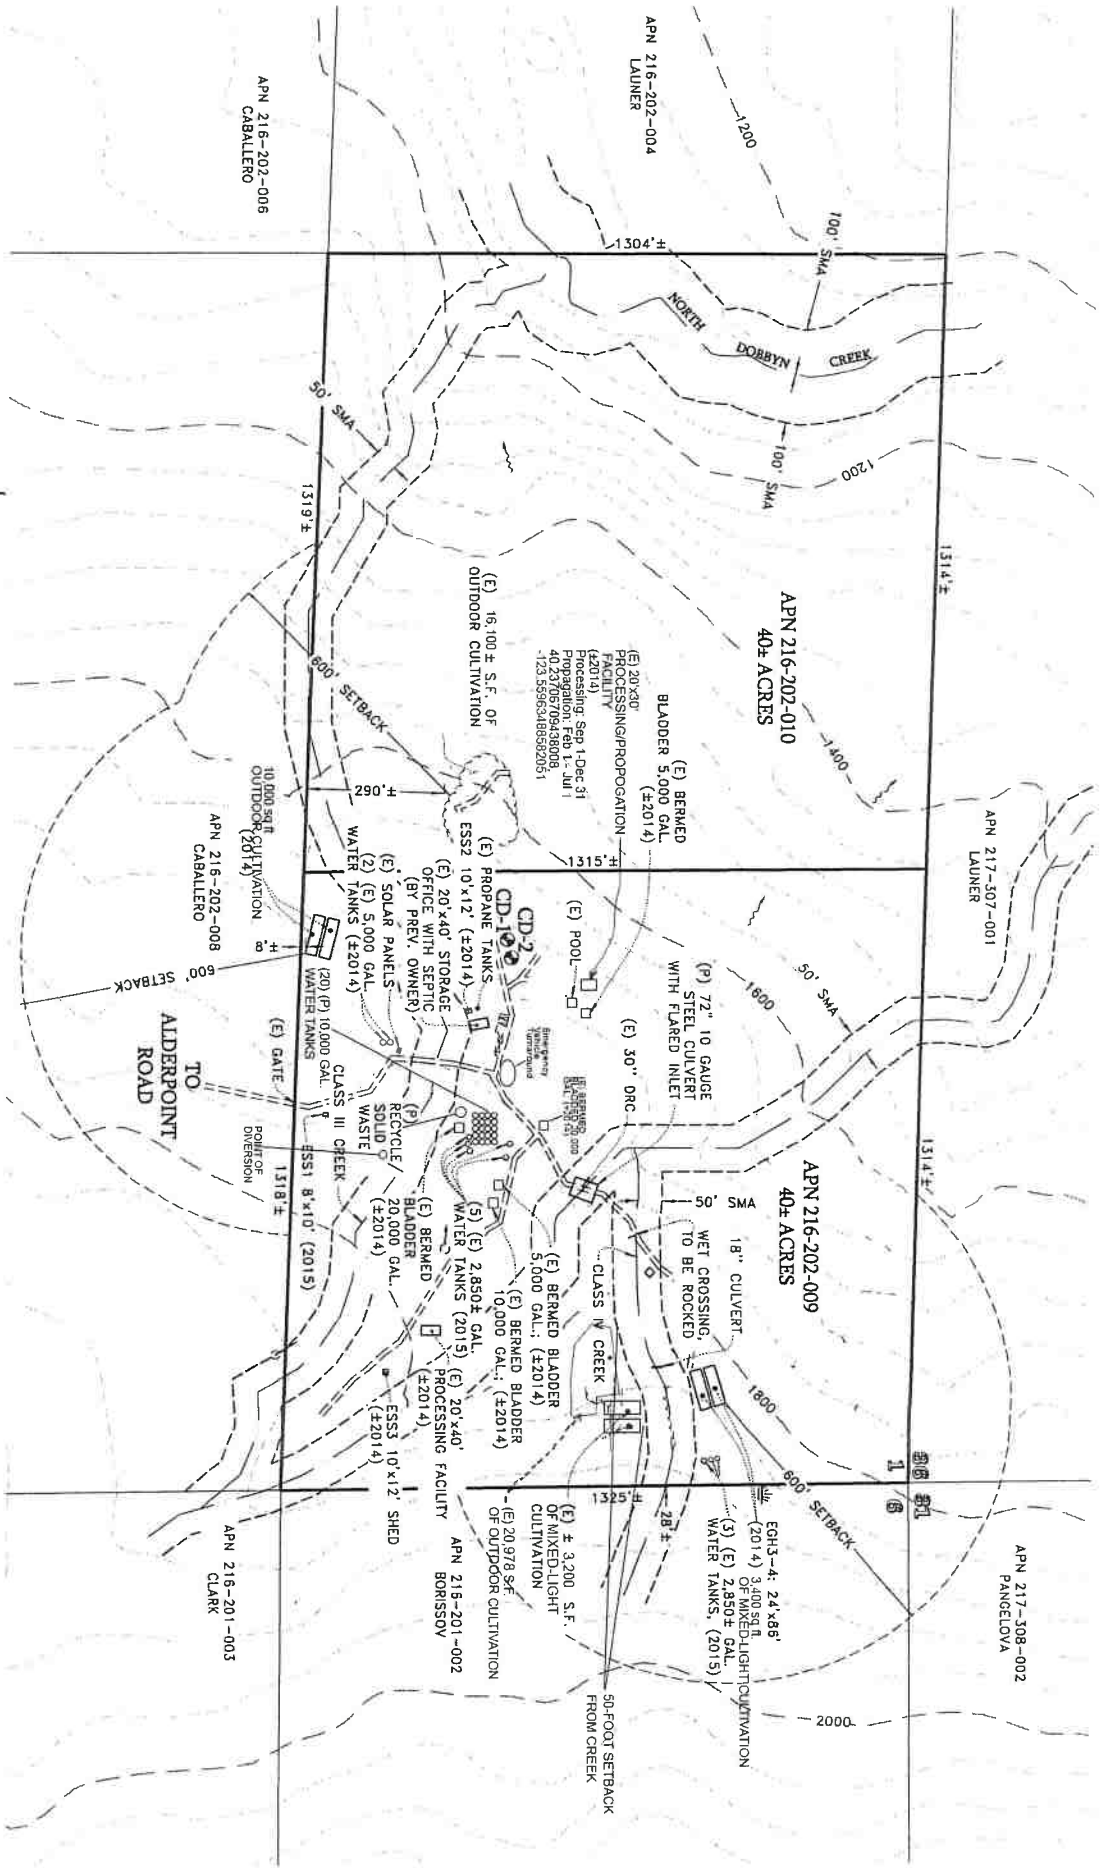 APN 216-202-004
LAUNER
APN 216-202-006
CABALLERO
1200
100' SMA
1304'±
NORTH
DOBBYN
CREEK
50' SMA
100' SMA
1200
1319'±
1314'±
APN 216-202-010
40± ACRES
1400
APN 217-307-001
LAUNER
(E) 16,100± S.F. OF
OUTDOOR CULTIVATION
600' SETBACK
290'±
(E) 20'x30'
PROCESSING/PROPOGATION
FACILITY
(±2014)
Processing: Sep 1-Dec 31
Propagation: Feb 1- Jul 1
40.23706709438008,
-123.55963488582051
(E) BERMED
BLADDER 5,000 GAL.
(±2014)
1315'±
10,000 sq ft
OUTDOOR CULTIVATION
(2014)
APN 216-202-008
CABALLERO
8'±
600' SETBACK
(E) PROPANE TANKS
ESS2 10'x12' (±2014)
(E) 20'x40' STORAGE
OFFICE WITH SEPTIC
(BY PREV. OWNER)
(E) SOLAR PANELS
(2) (E) 5,000 GAL.
WATER TANKS (±2014)
CD-2
CD-1
(E) POOL
Emergency
Vehicle
Turnaround
(P) 72" 10 GAUGE
STEEL CULVERT
WITH FLARED INLET
(E) 30" DRC
1600
50' SMA
1314'±
(20) (P) 10,000 GAL.
WATER TANKS
TO
ALDERPOINT
ROAD
(E) GATE
CLASS III CREEK
(P)
RECYCLE
SOLID
WASTE
POINT OF
DIVERSION
ESS1 8'x10' (2015)
1318'±
(E) BERMED
BLADDER
20,000 GAL.
(±2014)
(5) (E) 2,850± GAL.
WATER TANKS (2015)
(E) BERMED BLADDER
10,000 GAL.; (±2014)
(E) BERMED BLADDER
5,000 GAL.; (±2014)
50' SMA
APN 216-202-009
40± ACRES
18" CULVERT
WET CROSSING,
TO BE ROCKED
CLASS IV CREEK
1800
(E) 20'x40'
PROCESSING FACILITY
(±2014)
ESS3 10'x12' SHED
(±2014)
36 31
1 6
600' SETBACK
1325'±
28'±
EGH3-4: 24'x86'
(2014) 3,400 sq ft
OF MIXED-LIGHT CULTIVATION
(3) (E) 2,850± GAL.
WATER TANKS, (2015)
(E) ± 3,200 S.F.
OF MIXED-LIGHT
CULTIVATION
(E) 20,978 S.F.
OF OUTDOOR CULTIVATION
APN 216-201-002
BORISSOV
APN 216-201-003
CLARK
APN 217-308-002
PANGELOVA
50-FOOT SETBACK
FROM CREEK
2000